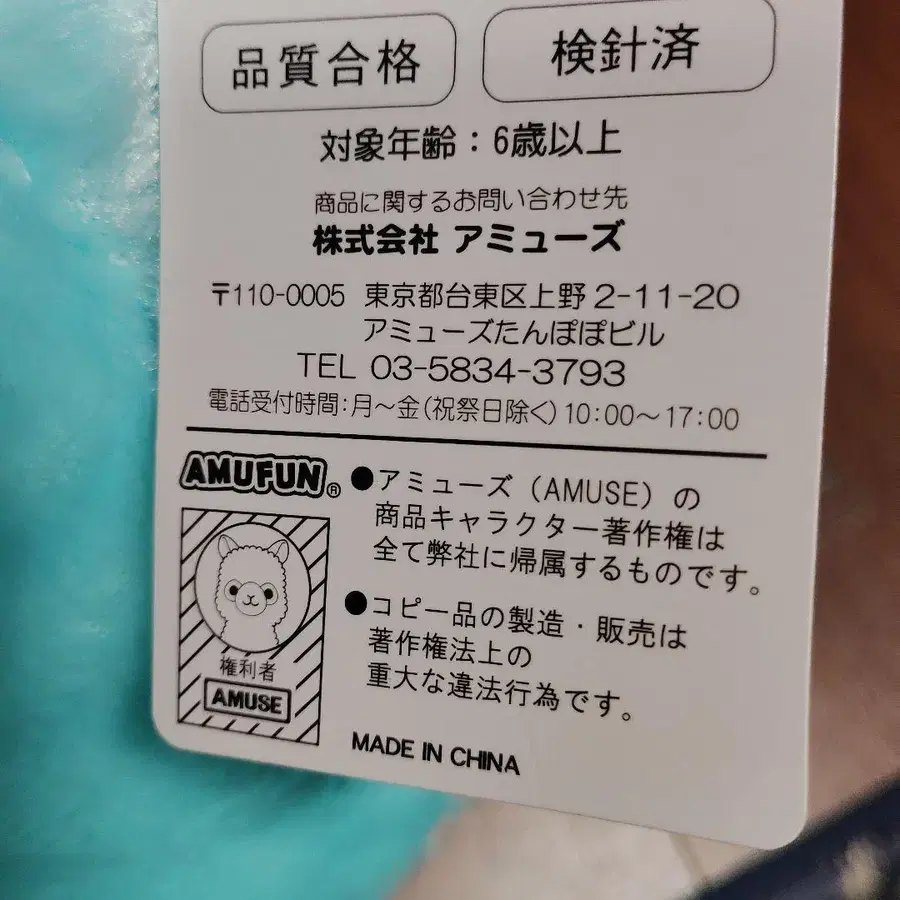 品質合格
検針済
対象年齢：6歳以上
商品に関するお問い合わせ先
株式会社 アミューズ
〒110-0005 東京都台東区上野2-11-20
アミューズたんぽぽビル
TEL 03-5834-3793
電話受付時間：月～金（祝祭日除く）10:00～17:00
AMUFUN®
●アミューズ（AMUSE）の
商品キャラクター著作権は
全て弊社に帰属するものです。
●コピー品の製造・販売は
著作権法上の
重大な違法行為です。
権利者
AMUSE
MADE IN CHINA